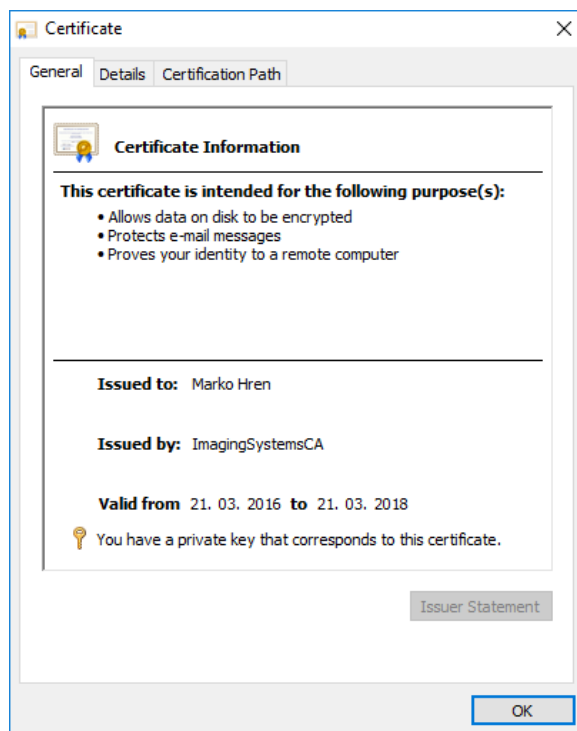 Certificate
General Details Certification Path
Certificate Information
This certificate is intended for the following purpose(s):
• Allows data on disk to be encrypted
• Protects e-mail messages
• Proves your identity to a remote computer
Issued to: Marko Hren
Issued by: ImagingSystemsCA
Valid from 21. 03. 2016 to 21. 03. 2018
You have a private key that corresponds to this certificate.
Issuer Statement
OK